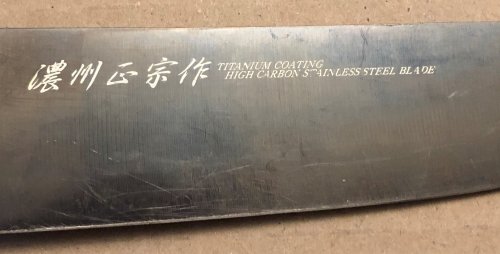 濃州正宗作
TITANIUM COATING
HIGH CARBON STAINLESS STEEL BLADE